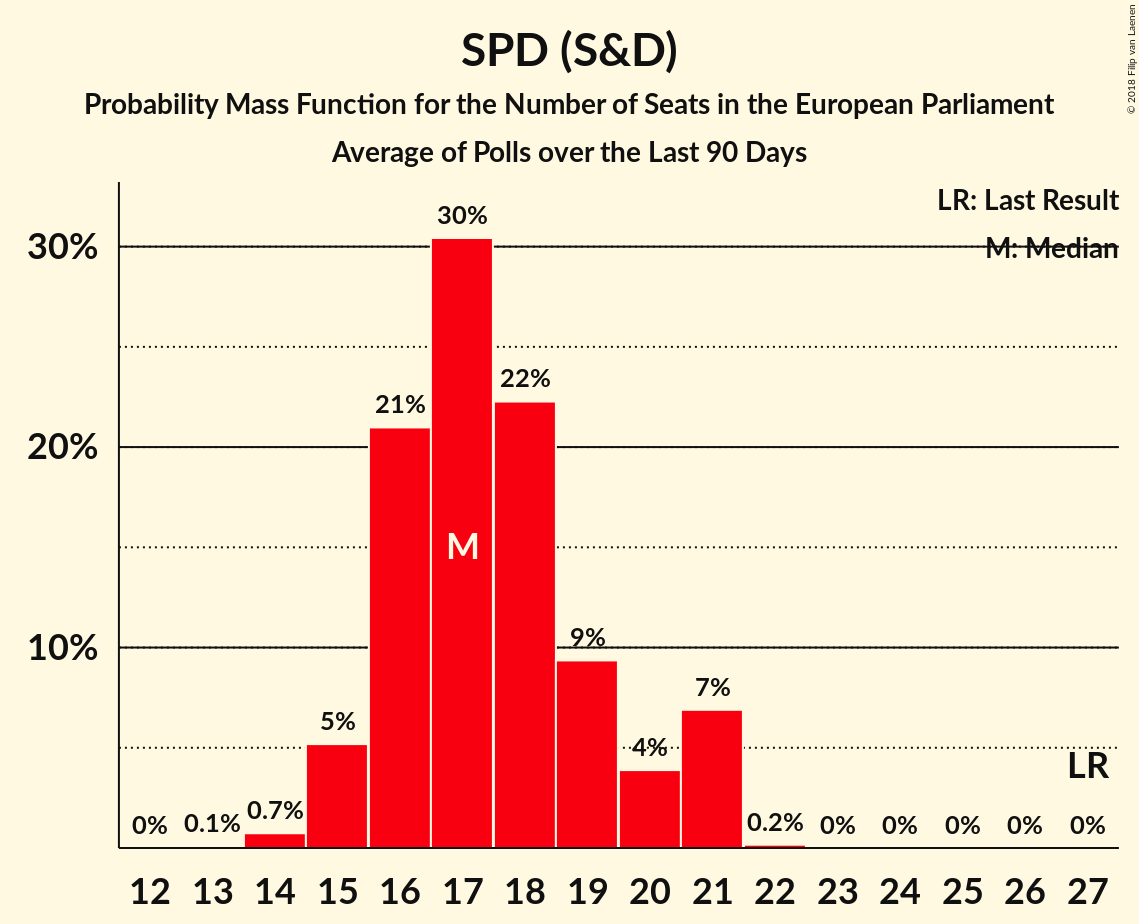 SPD (S&D)
Probability Mass Function for the Number of Seats in the European Parliament
Average of Polls over the Last 90 Days
© 2018 Filip van Laenen
LR: Last Result
M: Median
30%
20%
10%
0% 0.1% 0.7% 5% 21% 30% 22% 9% 4% 7% 0.2% 0% 0% 0% 0% 0%
M
LR
12 13 14 15 16 17 18 19 20 21 22 23 24 25 26 27